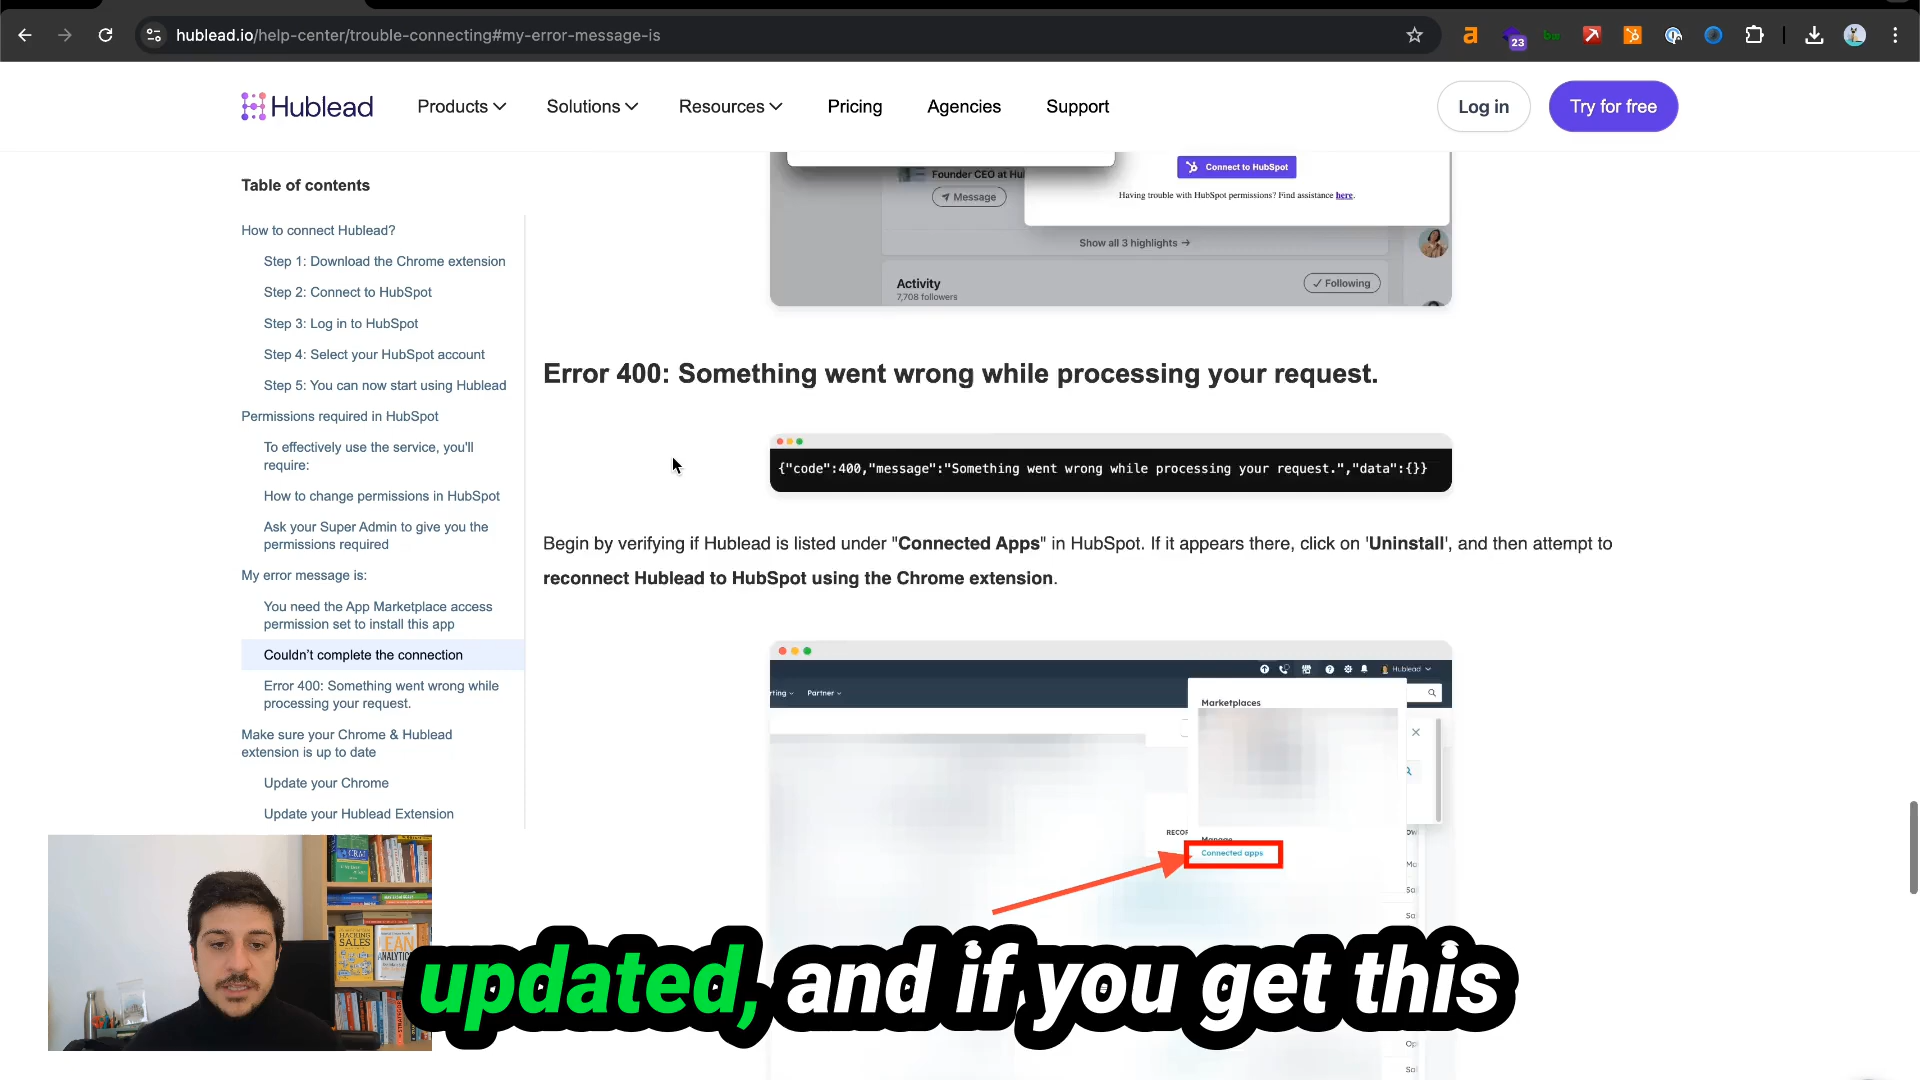 hublead.io/help-center/trouble-connecting#my-error-message-is
23
bw
Hublead
Products
Solutions
Resources
Pricing
Agencies
Support
Log in
Try for free
Table of contents
How to connect Hublead?
Step 1: Download the Chrome extension
Step 2: Connect to HubSpot
Step 3: Log in to HubSpot
Step 4: Select your HubSpot account
Step 5: You can now start using Hublead
Permissions required in HubSpot
To effectively use the service, you'll
require:
How to change permissions in HubSpot
Ask your Super Admin to give you the
permissions required
My error message is:
You need the App Marketplace access
permission set to install this app
Couldn't complete the connection
Error 400: Something went wrong while
processing your request.
Make sure your Chrome & Hublead
extension is up to date
Update your Chrome
Update your Hublead Extension
Connect to HubSpot
Having trouble with HubSpot permissions? Find assistance here.
Founder CEO at Hu
Message
Show all 3 highlights →
Activity
7,708 followers
Following
Error 400: Something went wrong while processing your request.
{"code":400,"message":"Something went wrong while processing your request.","data":{}}
Begin by verifying if Hublead is listed under "Connected Apps" in HubSpot. If it appears there, click on 'Uninstall', and then attempt to
reconnect Hublead to HubSpot using the Chrome extension.
Hublead
rting
Partner
Marketplaces
RECOR
Manage
Connected apps
HACKING
SALES
LEAN
ANALYTICS
updated, and if you get this